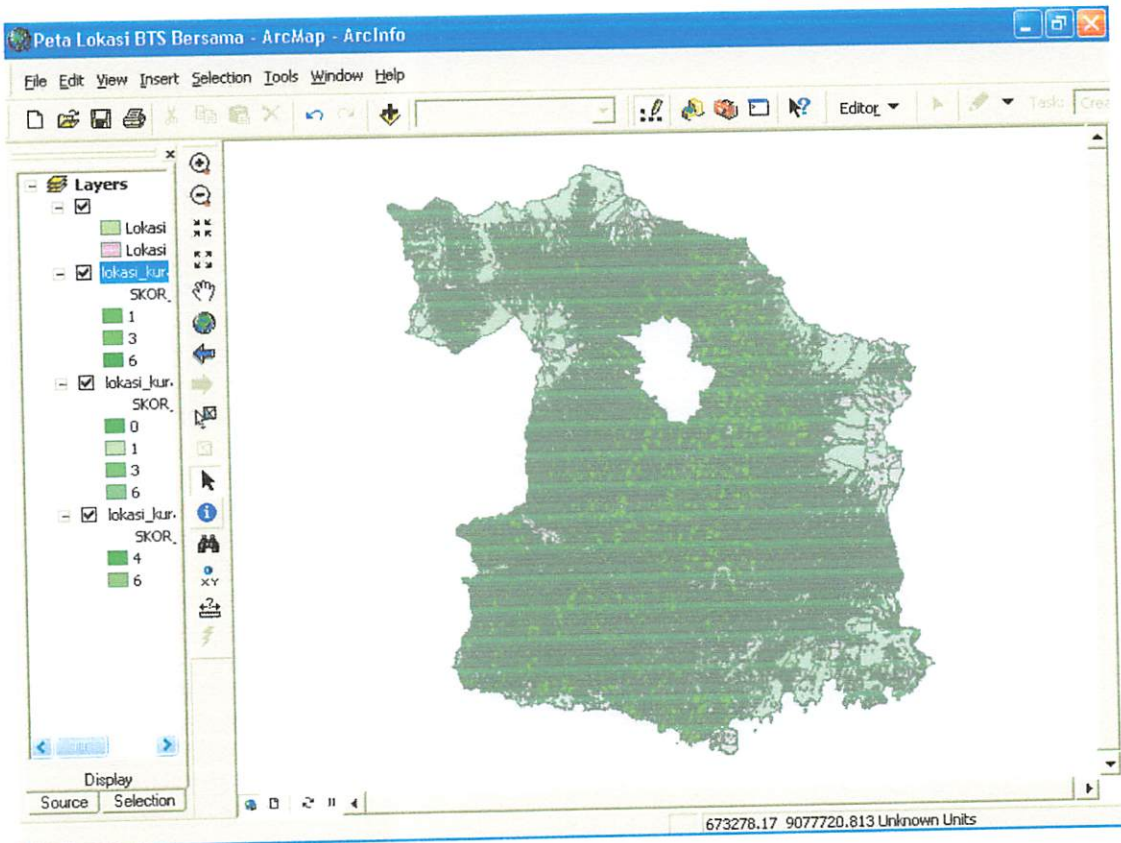 Peta Lokasi BTS Bersama - ArcMap - ArcInfo
File Edit View Insert Selection Tools Window Help
Editor Task: Crea
Layers
Lokasi
Lokasi
lokasi_kur
SKOR_
1
3
6
lokasi_kur
SKOR_
0
1
3
6
lokasi_kur
SKOR_
4
6
XY
Display
Source Selection
673278.17 9077720.813 Unknown Units